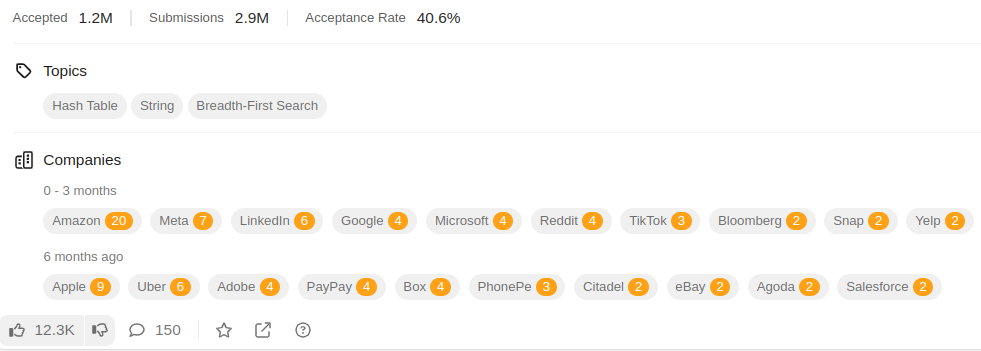 Accepted 1.2M Submissions 2.9M Acceptance Rate 40.6%
Topics
Hash Table String Breadth-First Search
Companies
0 - 3 months
Amazon 20 Meta 7 LinkedIn 6 Google 4 Microsoft 4 Reddit 4 TikTok 3 Bloomberg 2 Snap 2 Yelp 2
6 months ago
Apple 9 Uber 6 Adobe 4 PayPay 4 Box 4 PhonePe 3 Citadel 2 eBay 2 Agoda 2 Salesforce 2
12.3K 150